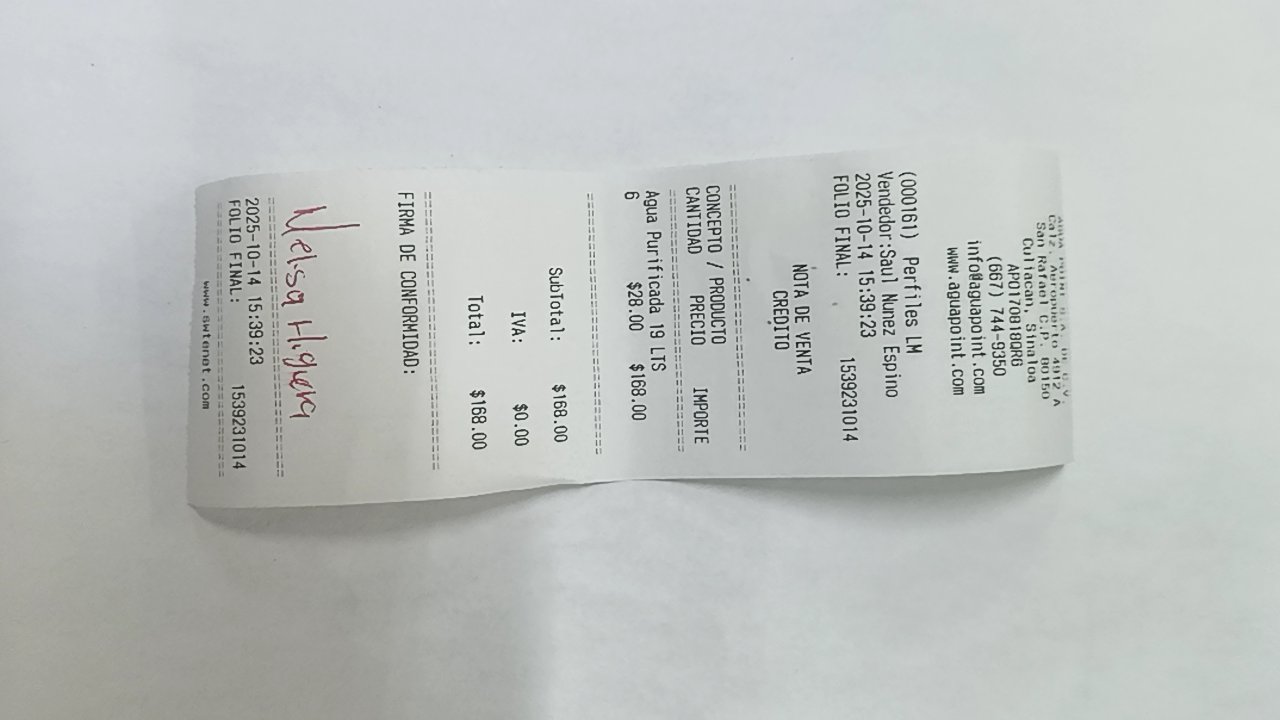 AGUA POINT S.A. DE C.V.
Calz. Aeropuerto 4912 A
San Rafael C.P. 80150
Culiacan, Sinaloa
APO170818QR6
(667) 744-9350
info@aguapoint.com
www.aguapoint.com
(000161) Perfiles LM
Vendedor:Saul Nunez Espino
2025-10-14 15:39:23
FOLIO FINAL: 1539231014
NOTA DE VENTA
CREDITO
CONCEPTO / PRODUCTO
CANTIDAD PRECIO IMPORTE
Agua Purificada 19 LTS
6 $28.00 $168.00
SubTotal: $168.00
IVA: $0.00
Total: $168.00
FIRMA DE CONFORMIDAD:
Melsa Higuera
2025-10-14 15:39:23
FOLIO FINAL: 1539231014
www.swtenet.com